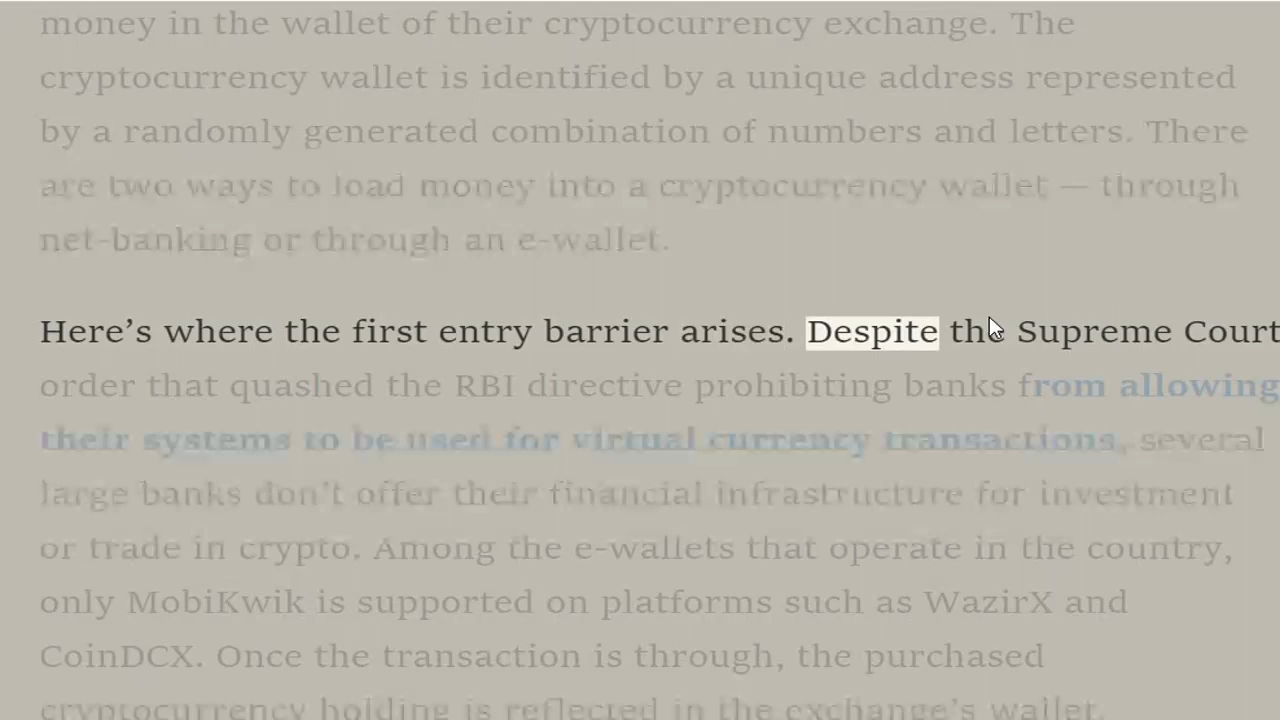 money in the wallet of their cryptocurrency exchange. The
cryptocurrency wallet is identified by a unique address represented
by a randomly generated combination of numbers and letters. There
are two ways to load money into a cryptocurrency wallet — through
net-banking or through an e-wallet.
Here’s where the first entry barrier arises. Despite the Supreme Court
order that quashed the RBI directive prohibiting banks from allowing
their systems to be used for virtual currency transactions, several
large banks don’t offer their financial infrastructure for investment
or trade in crypto. Among the e-wallets that operate in the country,
only MobiKwik is supported on platforms such as WazirX and
CoinDCX. Once the transaction is through, the purchased
cryptocurrency holding is reflected in the exchange’s wallet.